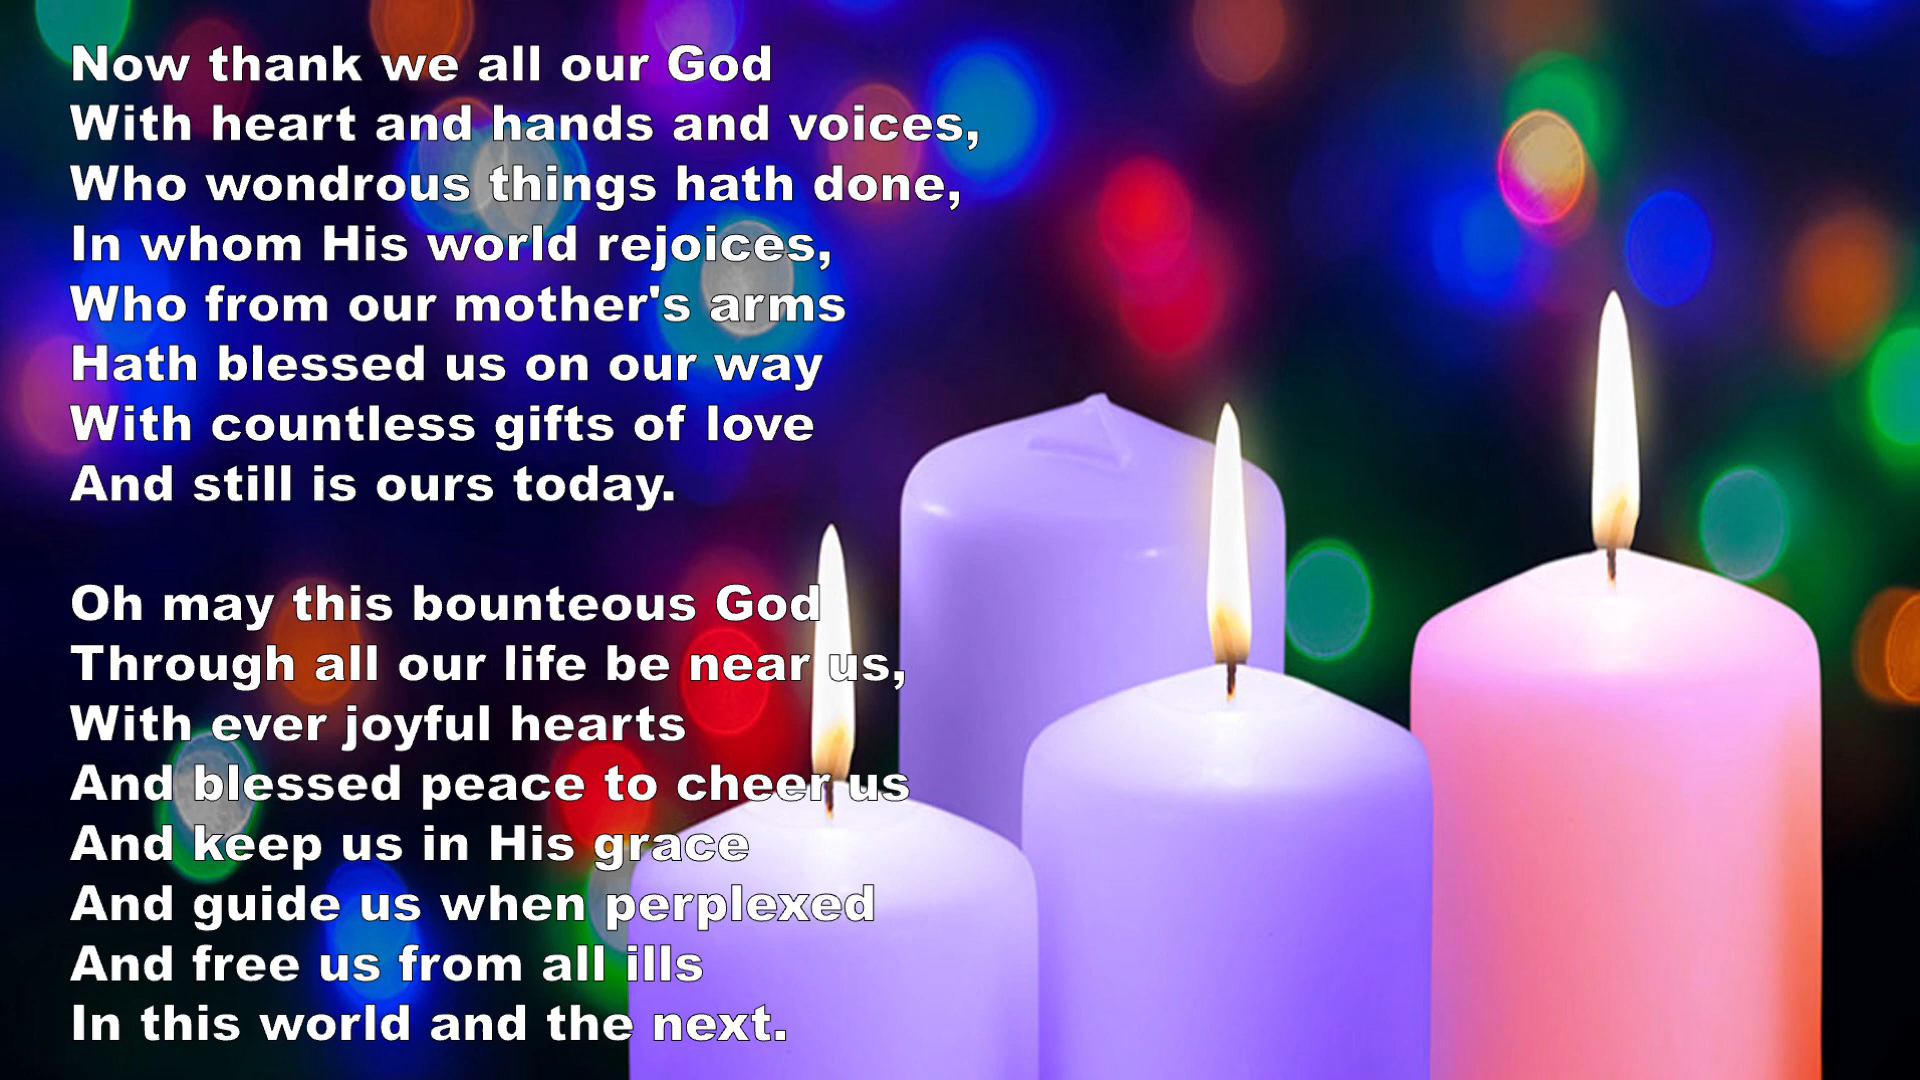 Now thank we all our God
With heart and hands and voices,
Who wondrous things hath done,
In whom His world rejoices,
Who from our mother's arms
Hath blessed us on our way
With countless gifts of love
And still is ours today.

Oh may this bounteous God
Through all our life be near us,
With ever joyful hearts
And blessed peace to cheer us
And keep us in His grace
And guide us when perplexed
And free us from all ills
In this world and the next.